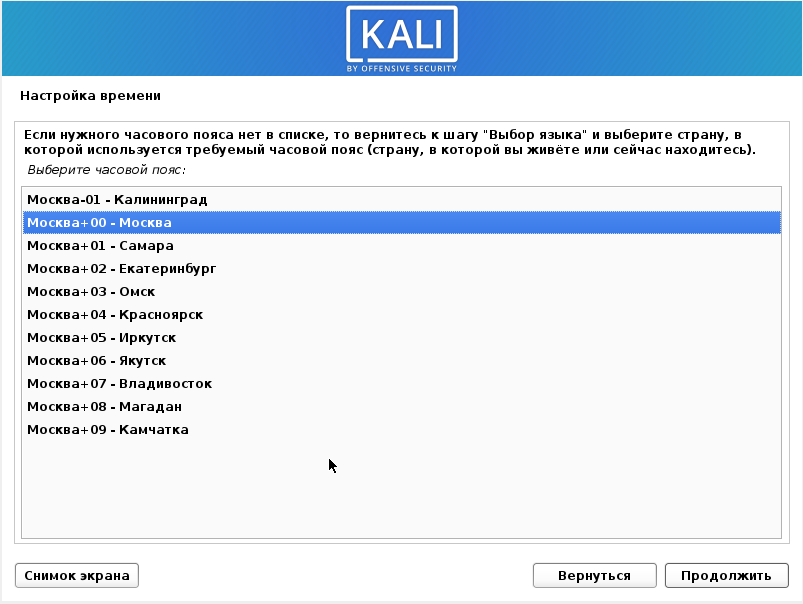 KALI
BY OFFENSIVE SECURITY
Настройка времени
Если нужного часового пояса нет в списке, то вернитесь к шагу "Выбор языка" и выберите страну, в
которой используется требуемый часовой пояс (страну, в которой вы живёте или сейчас находитесь).
Выберите часовой пояс:
Москва-01 - Калининград
Москва+00 - Москва
Москва+01 - Самара
Москва+02 - Екатеринбург
Москва+03 - Омск
Москва+04 - Красноярск
Москва+05 - Иркутск
Москва+06 - Якутск
Москва+07 - Владивосток
Москва+08 - Магадан
Москва+09 - Камчатка
Снимок экрана
Вернуться
Продолжить